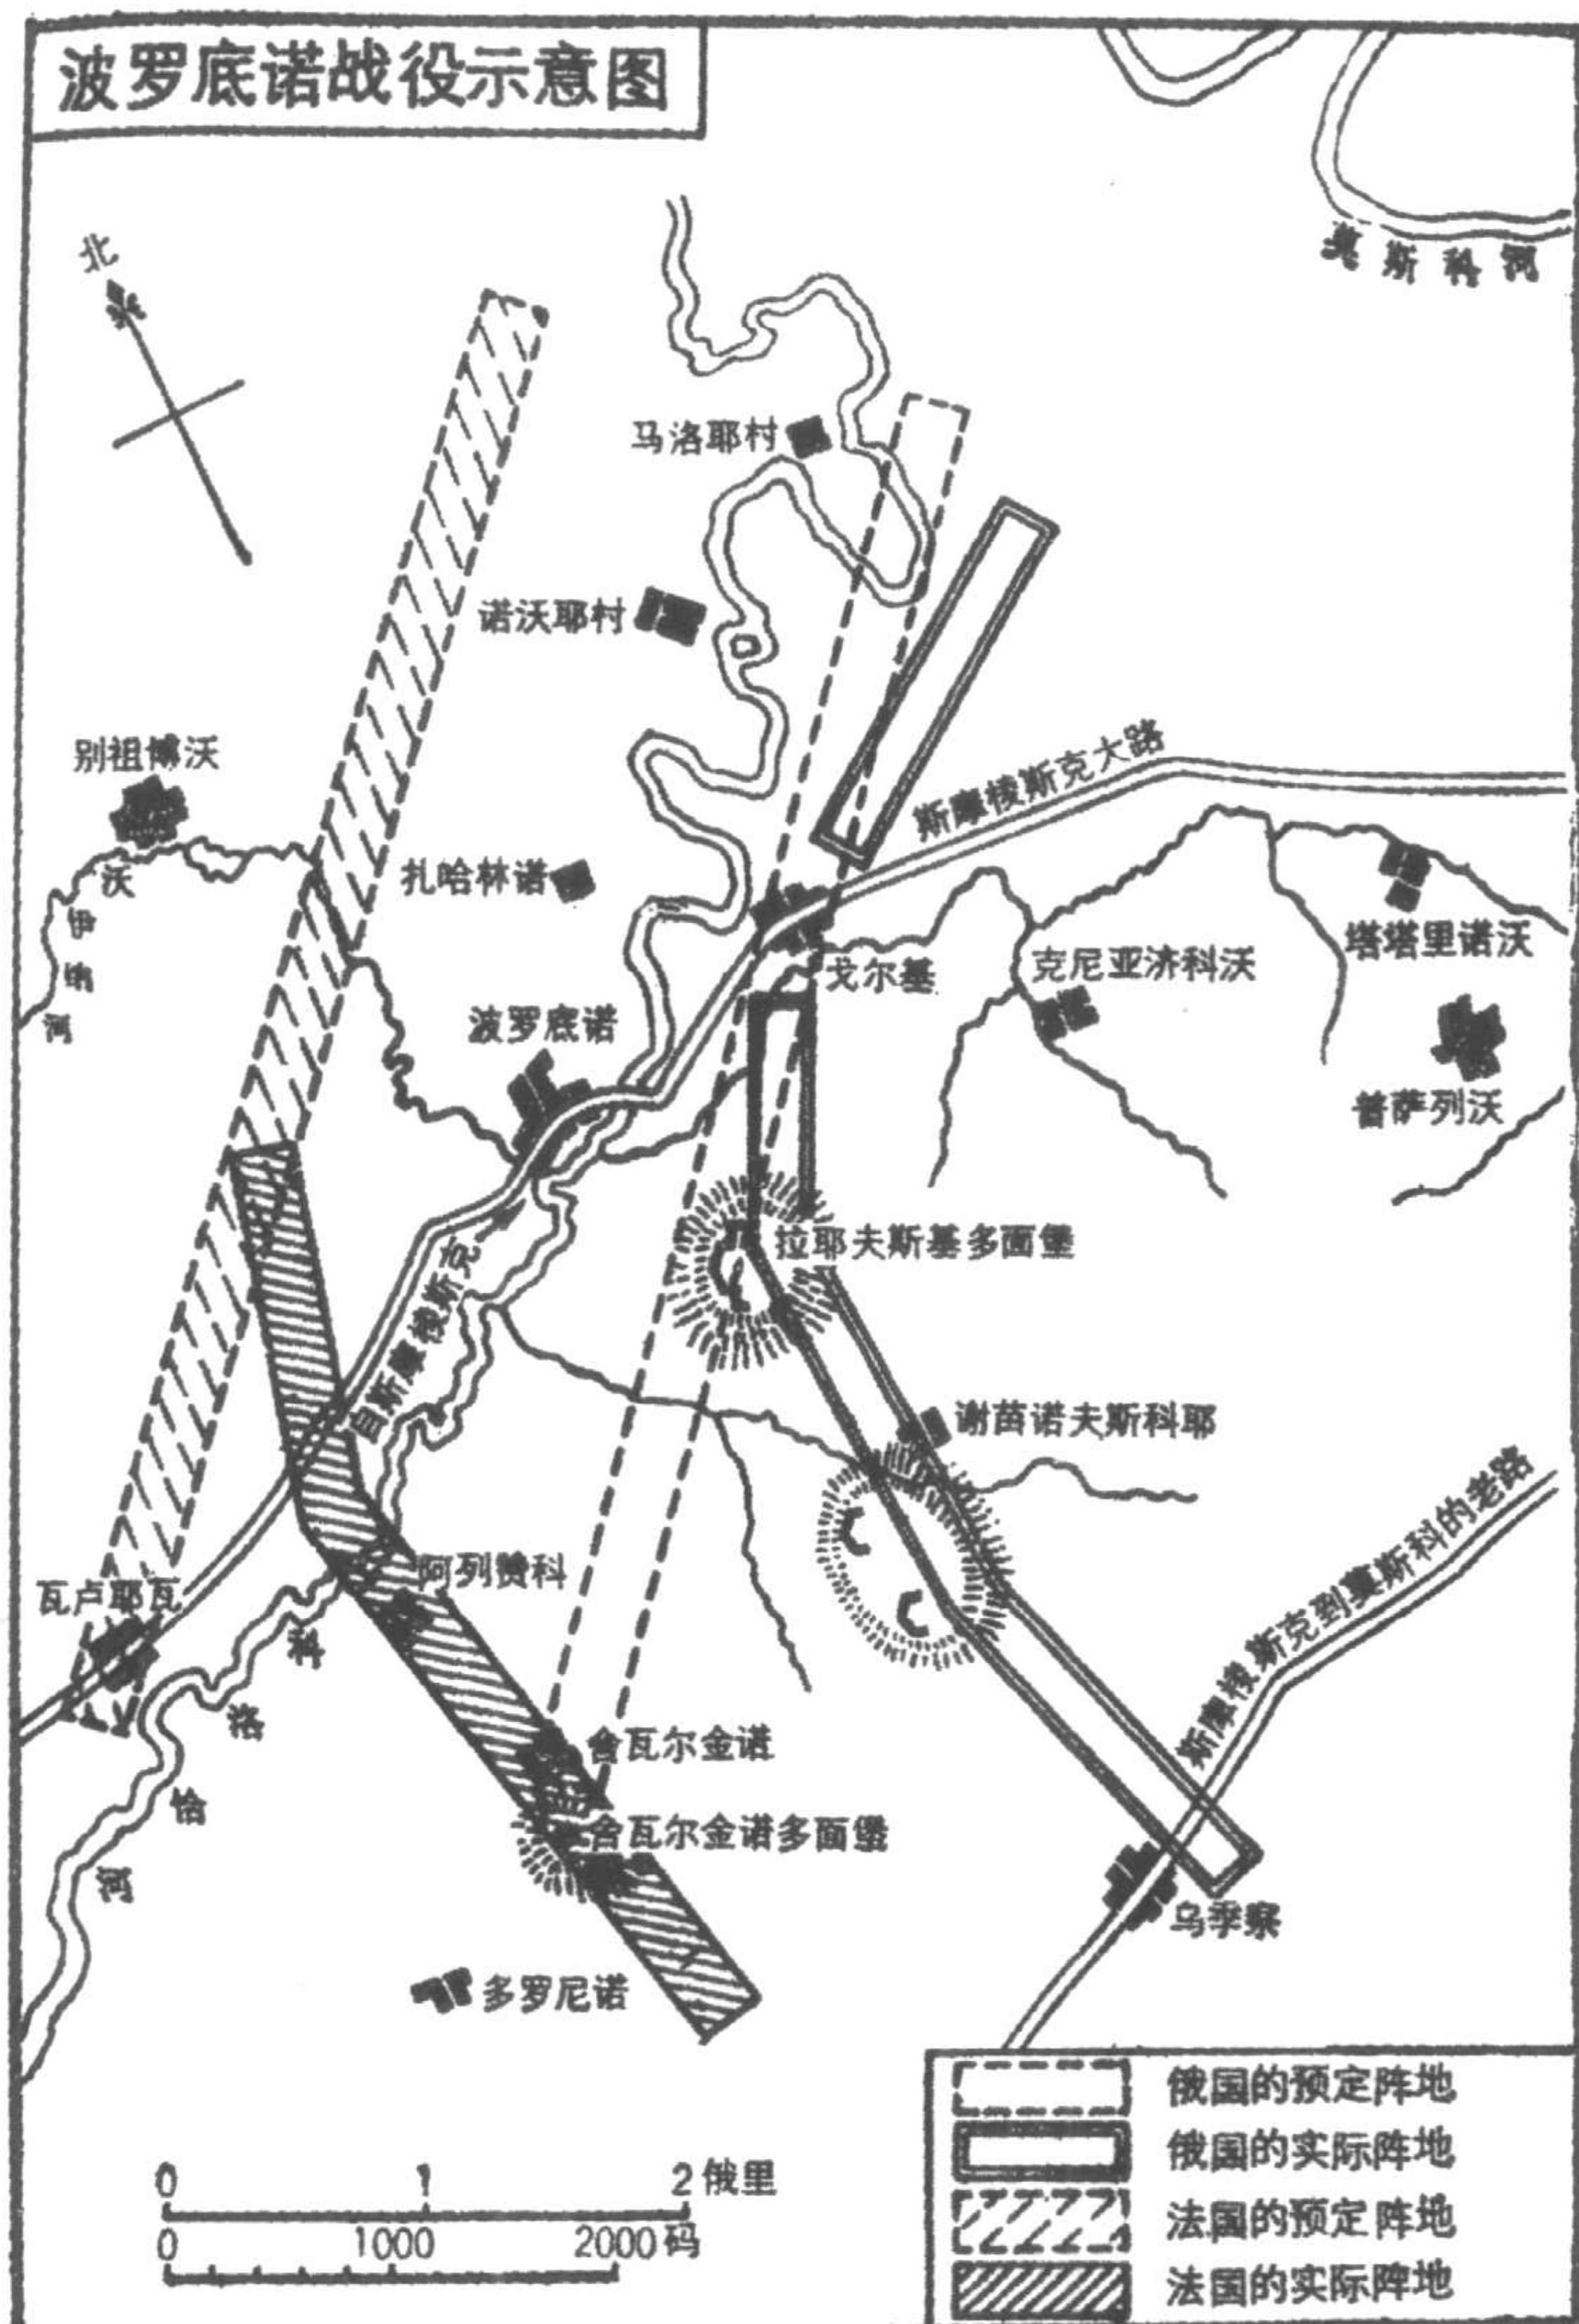 波罗底诺战役示意图
北
莫斯科河
马洛耶村
诺沃耶村
别祖博沃
斯摩棱斯克大路
沃伊纳河
扎哈林诺
塔塔里诺沃
戈尔基
克尼亚济科沃
波罗底诺
普萨列沃
拉耶夫斯基多面堡
自斯摩棱斯克
谢苗诺夫斯科耶
斯摩棱斯克到莫斯科的老路
阿列赞科
瓦卢耶瓦
科洛恰河
舍瓦尔金诺
舍瓦尔金诺多面堡
乌季察
多罗尼诺
俄国的预定阵地
俄国的实际阵地
法国的预定阵地
法国的实际阵地
0 1 2 俄里
0 1000 2000 码